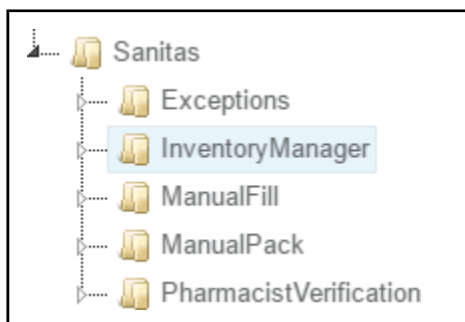 Sanitas
Exceptions
InventoryManager
ManualFill
ManualPack
PharmacistVerification